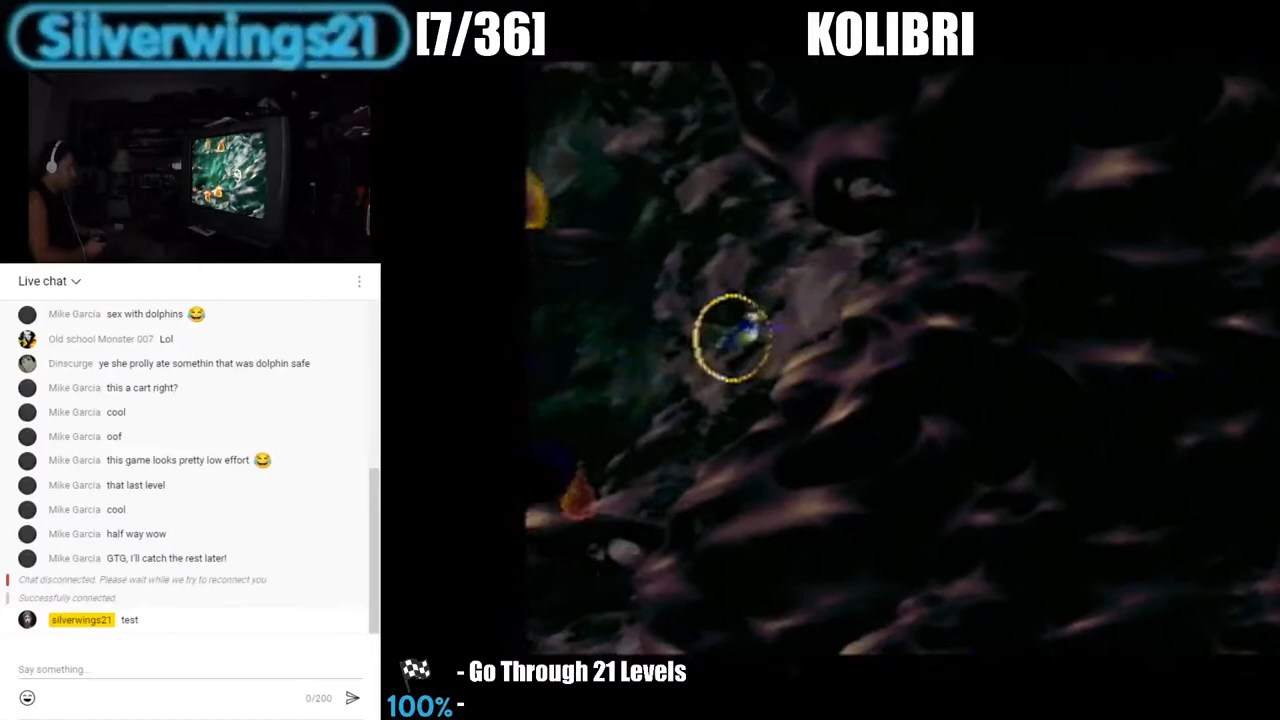 Silverwings21 [7/36] KOLIBRI
Live chat
Mike Garcia sex with dolphins 😂
Old school Monster 007 Lol
Dinscurge ye she prolly ate somethin that was dolphin safe
Mike Garcia this a cart right?
Mike Garcia cool
Mike Garcia oof
Mike Garcia this game looks pretty low effort 😂
Mike Garcia that last level
Mike Garcia cool
Mike Garcia half way wow
Mike Garcia GTG, I'll catch the rest later!
Chat disconnected. Please wait while we try to reconnect you.
Successfully connected.
silverwings21 test
Say something...
0/200
- Go Through 21 Levels
100% -